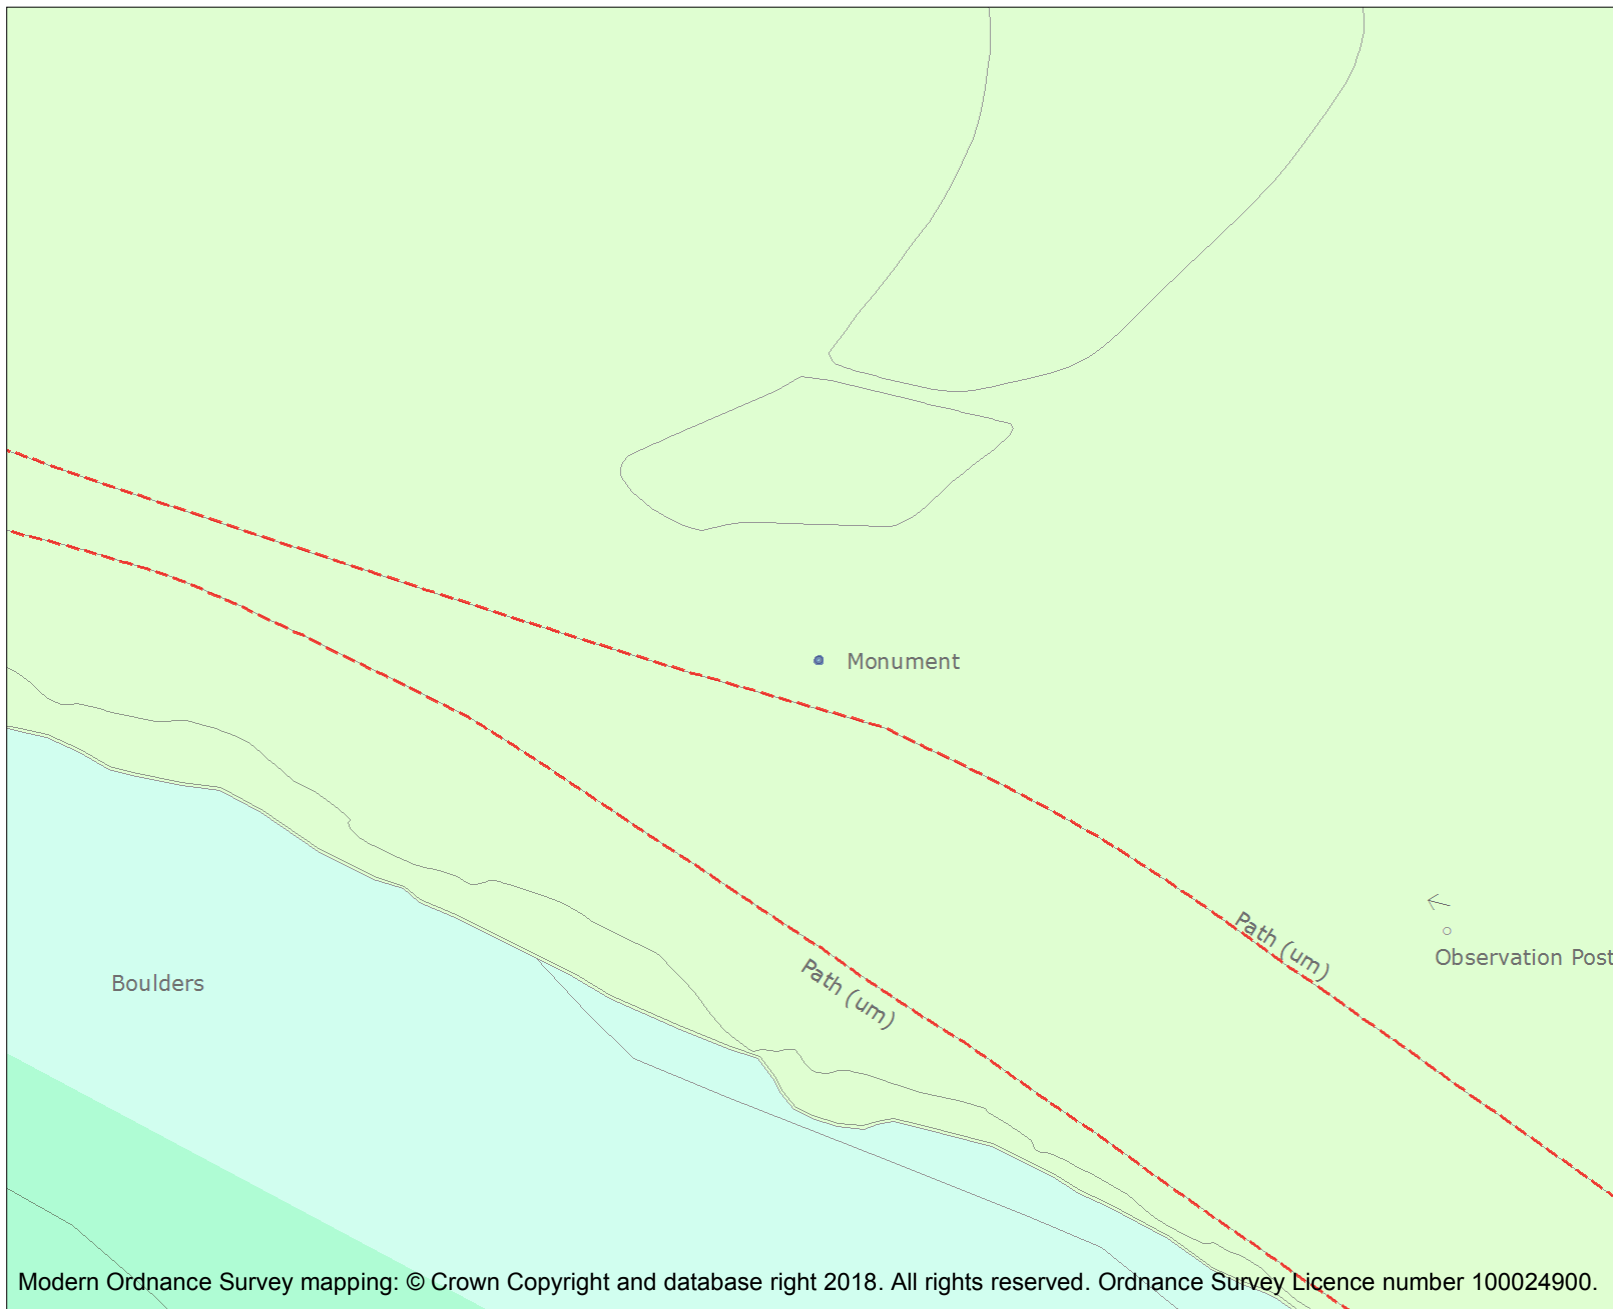 Monument
Path (um)
Observation Post
Path (um)
Boulders
Modern Ordnance Survey mapping: © Crown Copyright and database right 2018. All rights reserved. Ordnance Survey Licence number 100024900.